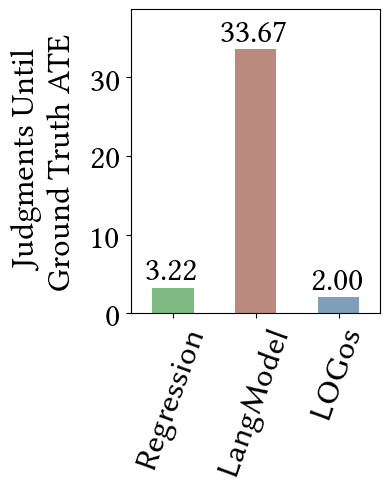 Judgments Until
Ground Truth ATE
30
20
10
0
3.22
33.67
2.00
Regression
LangModel
LOGos